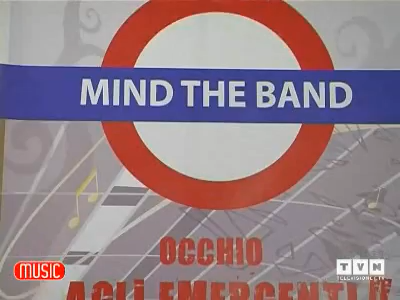 MIND THE BAND
OCCHIO
AGLI EMERGENTI
MUSIC
TVN